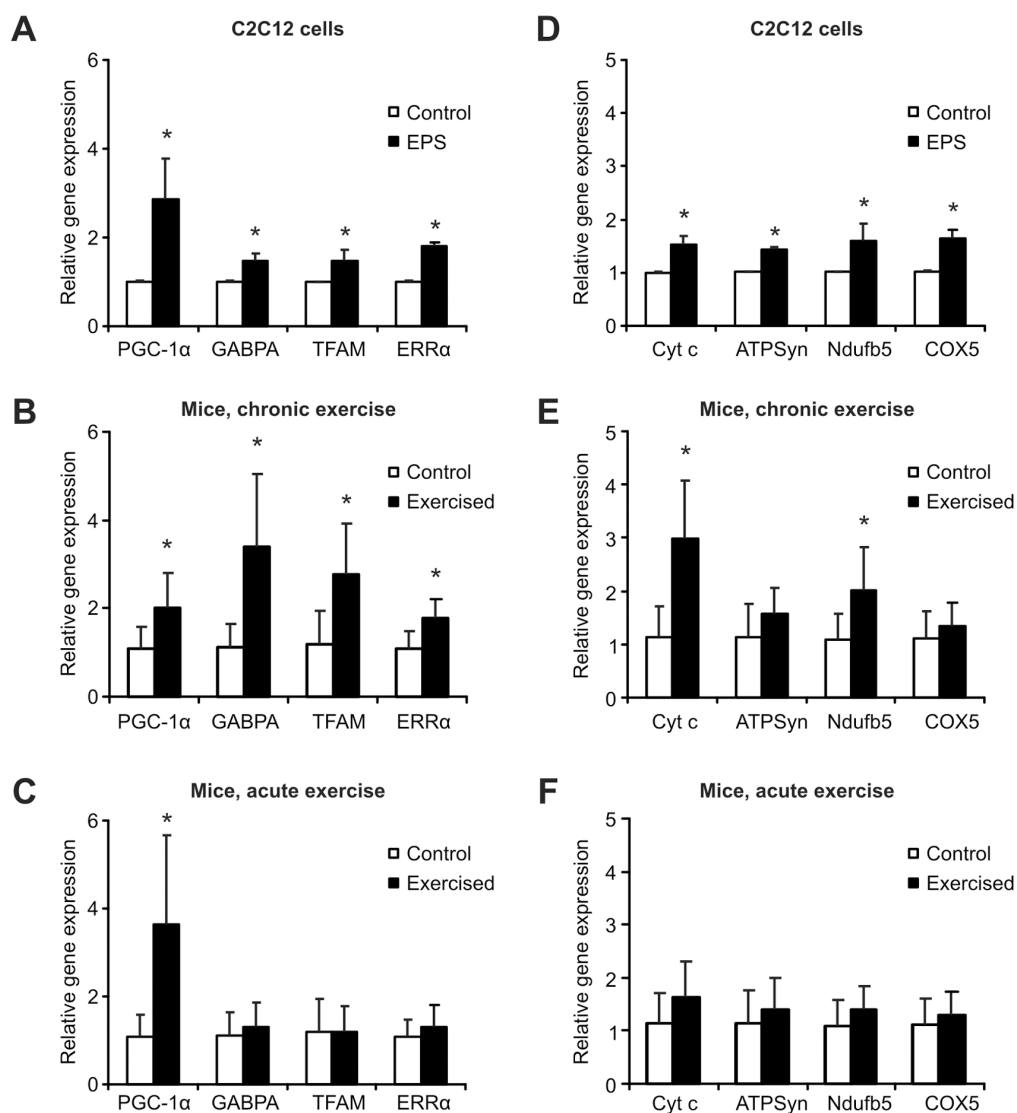 A
C2C12 cells
Relative gene expression
6
4
2
0
Control
EPS
*
*
*
*
PGC-1α GABPA TFAM ERRα
D
C2C12 cells
Relative gene expression
5
4
3
2
1
0
Control
EPS
*
*
*
*
Cyt c ATPSyn Ndufb5 COX5
B
Mice, chronic exercise
Relative gene expression
6
4
2
0
Control
Exercised
*
*
*
*
PGC-1α GABPA TFAM ERRα
E
Mice, chronic exercise
Relative gene expression
5
4
3
2
1
0
Control
Exercised
*
*
Cyt c ATPSyn Ndufb5 COX5
C
Mice, acute exercise
Relative gene expression
6
4
2
0
Control
Exercised
*
PGC-1α GABPA TFAM ERRα
F
Mice, acute exercise
Relative gene expression
5
4
3
2
1
0
Control
Exercised
Cyt c ATPSyn Ndufb5 COX5